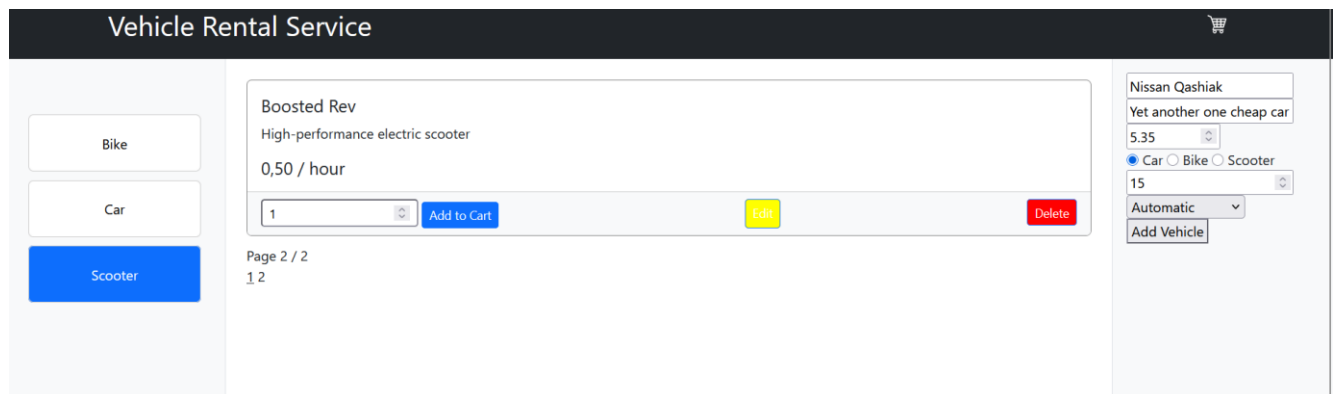 Vehicle Rental Service
Bike
Car
Scooter
Boosted Rev
High-performance electric scooter
0,50 / hour
1
Add to Cart
Edit
Delete
Page 2 / 2
1 2
Nissan Qashiak
Yet another one cheap car
5.35
Car Bike Scooter
15
Automatic
Add Vehicle